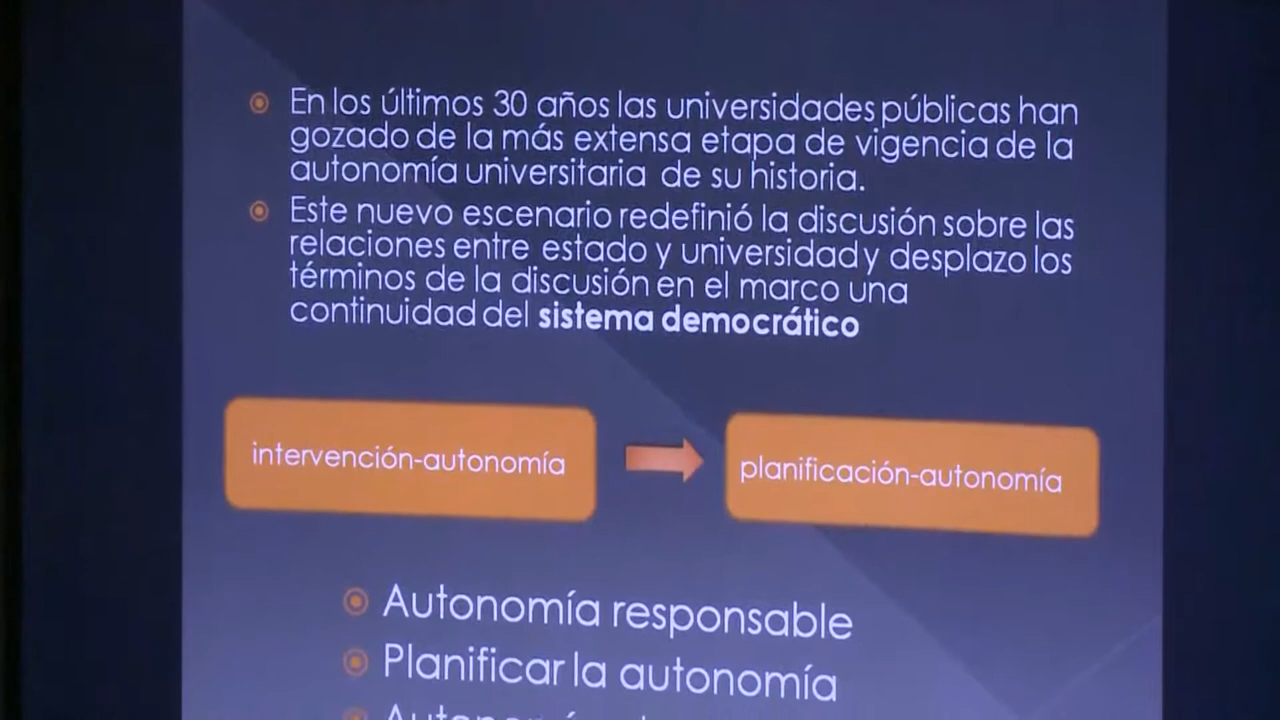 En los últimos 30 años las universidades públicas han
gozado de la más extensa etapa de vigencia de la
autonomía universitaria de su historia.
Este nuevo escenario redefinió la discusión sobre las
relaciones entre estado y universidad y desplazo los
términos de la discusión en el marco una
continuidad del sistema democrático
intervención-autonomía
planificación-autonomía
Autonomía responsable
Planificar la autonomía